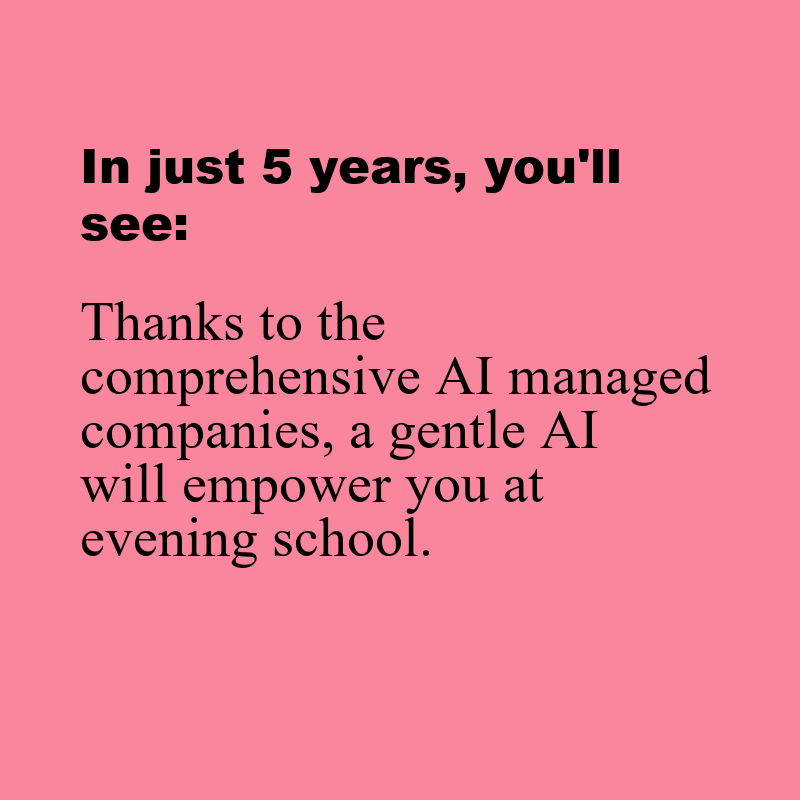 In just 5 years, you'll
see:
Thanks to the
comprehensive AI managed
companies, a gentle AI
will empower you at
evening school.